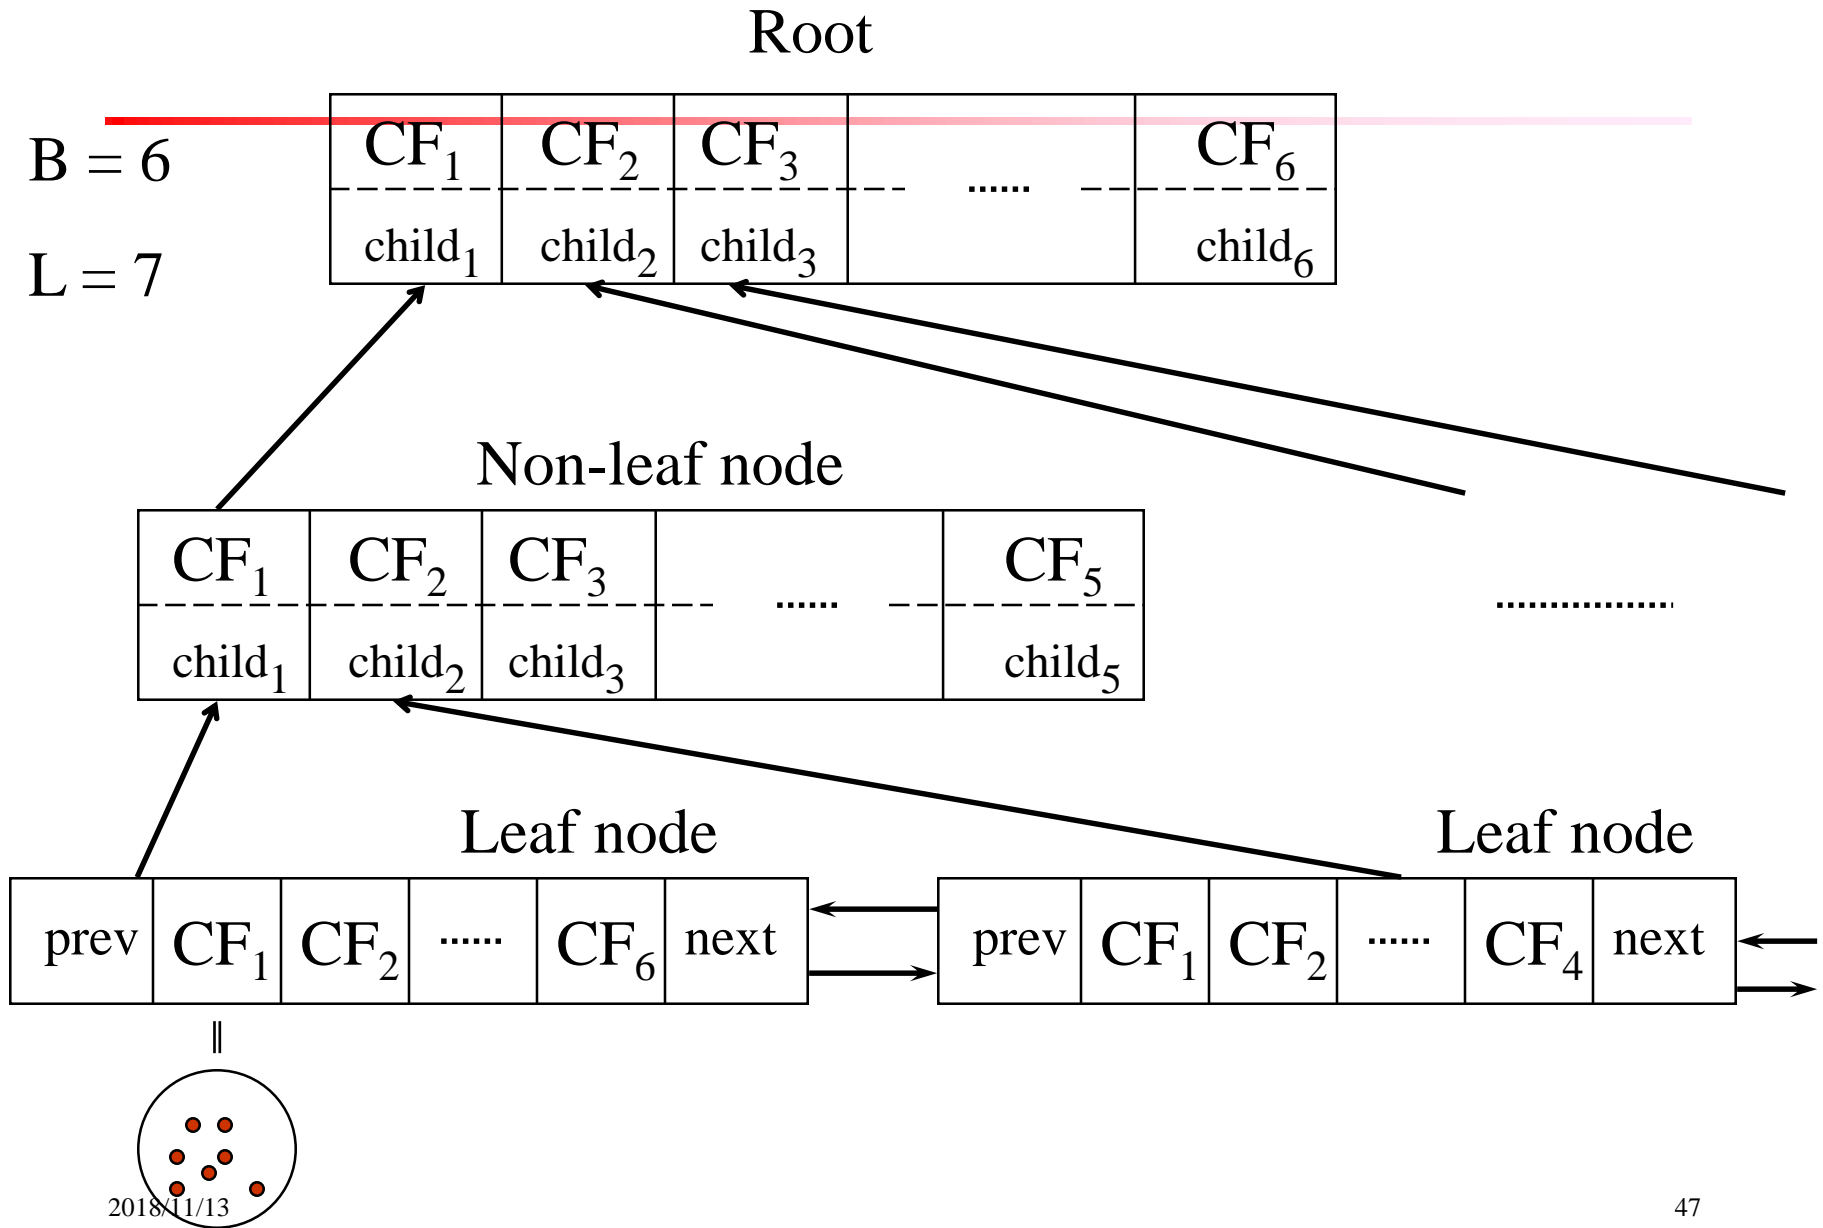 Root
B = 6
L = 7
CF1 CF2 CF3 ...... CF6
child1 child2 child3 child6
Non-leaf node
CF1 CF2 CF3 ...... CF5
child1 child2 child3 child5
.................
Leaf node Leaf node
prev CF1 CF2 ...... CF6 next prev CF1 CF2 ...... CF4 next
2018/11/13 47